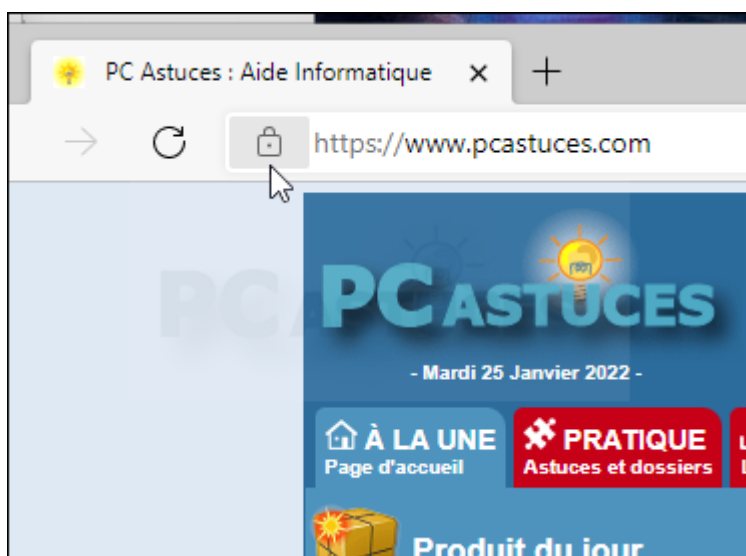 PC Astuces : Aide Informatique
https://www.pcastuces.com
PC ASTUCES
- Mardi 25 Janvier 2022 -
À LA UNE
Page d'accueil
PRATIQUE
Astuces et dossiers
Produit du jour